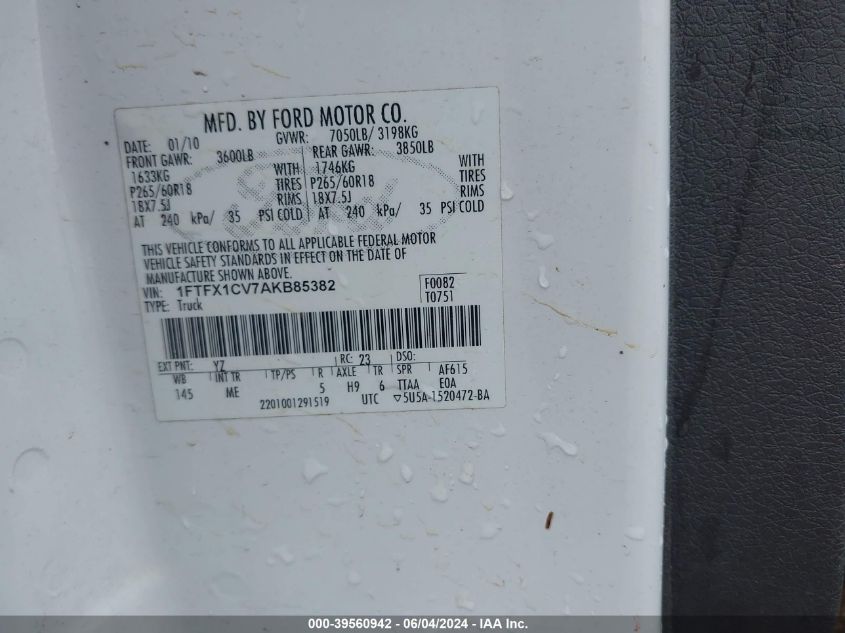 MFD. BY FORD MOTOR CO.
DATE: 01/10 GVWR: 7050LB/ 3198KG
FRONT GAWR: 3600LB REAR GAWR: 3850LB
1633KG WITH 1746KG WITH
P265/60R18 TIRES P265/60R18 TIRES
18X7.5J RIMS 18X7.5J RIMS
AT 240 kPa/ 35 PSI COLD AT 240 kPa/ 35 PSI COLD
THIS VEHICLE CONFORMS TO ALL APPLICABLE FEDERAL MOTOR
VEHICLE SAFETY STANDARDS IN EFFECT ON THE DATE OF
MANUFACTURE SHOWN ABOVE.
VIN: 1FTFX1CV7AKB85382 F0082
TYPE: Truck T0751
EXT PNT: YZ RC: 23 DSO:
WB INT TR TP/PS R AXLE TR SPR AF615
145 ME 5 H9 6 TTAA EOA
2201001291519 UTC ▽5U5A-1520472-BA
000-39560942 - 06/04/2024 - IAA Inc.